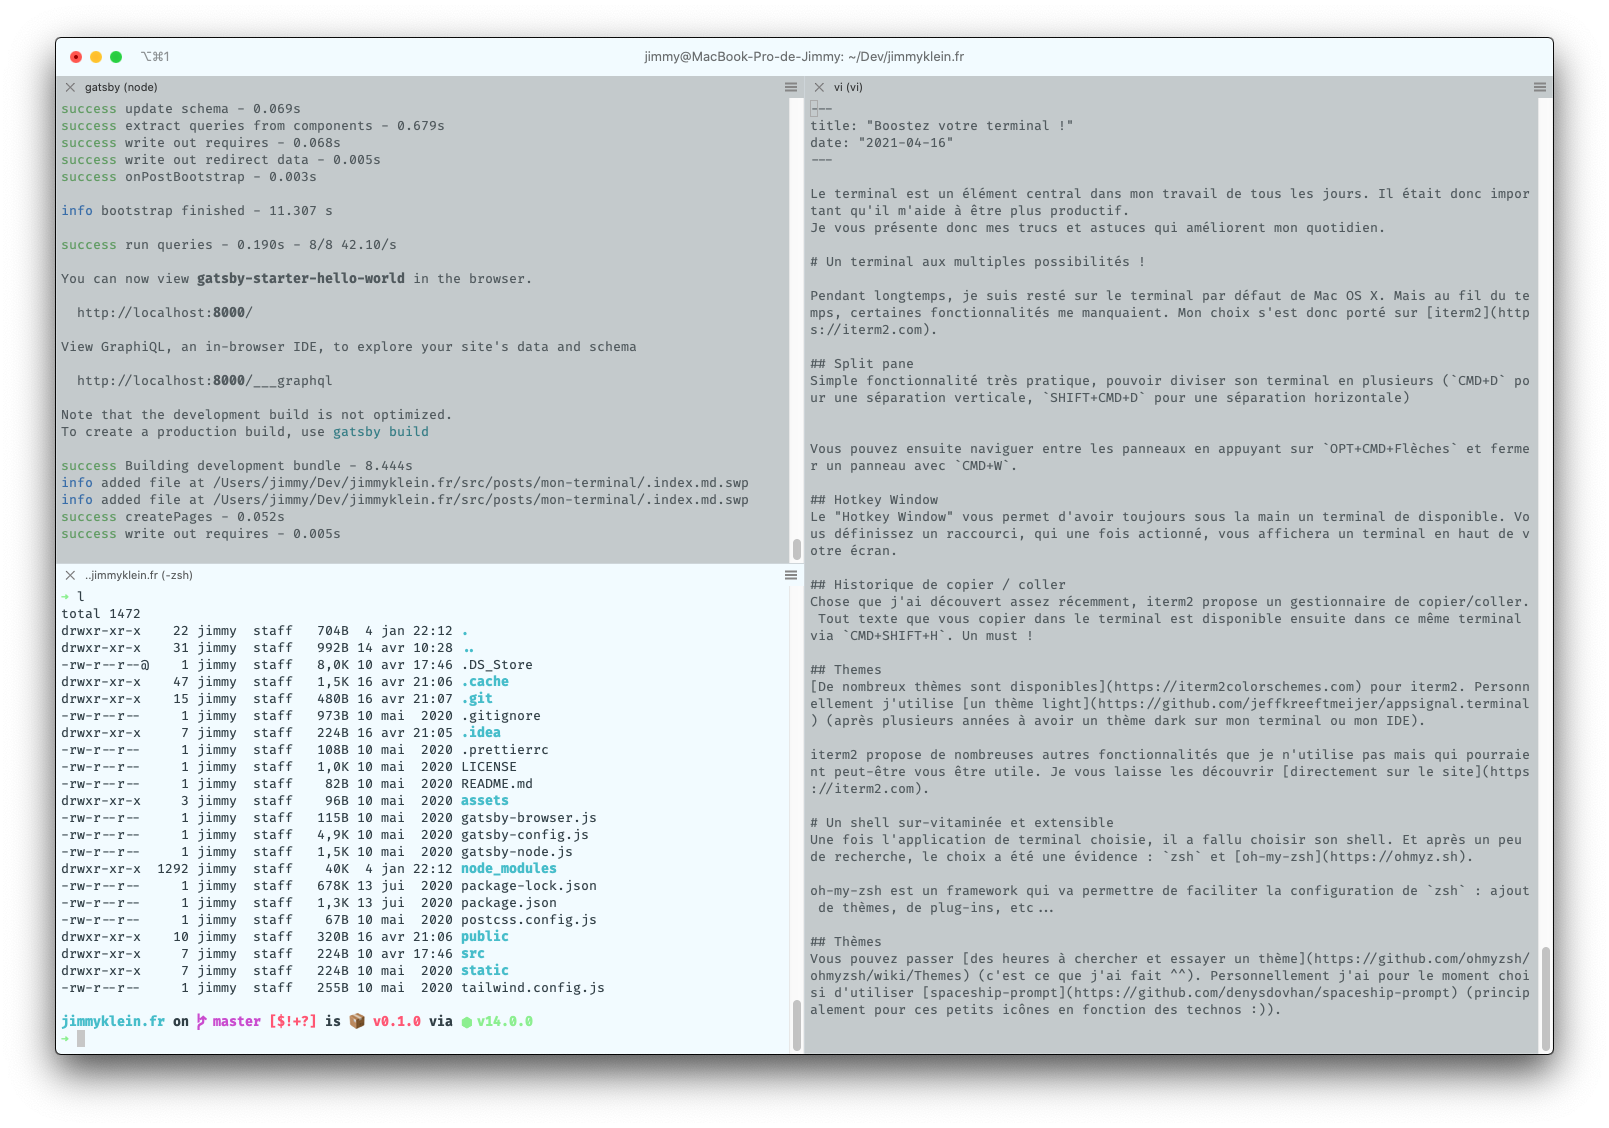 ⌥⌘1
jimmy@MacBook-Pro-de-Jimmy: ~/Dev/jimmyklein.fr
gatsby (node)
success update schema - 0.069s
success extract queries from components - 0.679s
success write out requires - 0.068s
success write out redirect data - 0.005s
success onPostBootstrap - 0.003s
info bootstrap finished - 11.307 s
success run queries - 0.190s - 8/8 42.10/s
You can now view gatsby-starter-hello-world in the browser.
http://localhost:8000/
View GraphiQL, an in-browser IDE, to explore your site's data and schema
http://localhost:8000/___graphql
Note that the development build is not optimized.
To create a production build, use gatsby build
success Building development bundle - 8.444s
info added file at /Users/jimmy/Dev/jimmyklein.fr/src/posts/mon-terminal/.index.md.swp
info added file at /Users/jimmy/Dev/jimmyklein.fr/src/posts/mon-terminal/.index.md.swp
success createPages - 0.052s
success write out requires - 0.005s
..jimmyklein.fr (-zsh)
➜ l
total 1472
drwxr-xr-x    22 jimmy  staff   704B  4 jan 22:12 .
drwxr-xr-x    31 jimmy  staff   992B 14 avr 10:28 ..
-rw-r--r--@    1 jimmy  staff   8,0K 10 avr 17:46 .DS_Store
drwxr-xr-x    47 jimmy  staff   1,5K 16 avr 21:06 .cache
drwxr-xr-x    15 jimmy  staff   480B 16 avr 21:07 .git
-rw-r--r--     1 jimmy  staff   973B 10 mai  2020 .gitignore
drwxr-xr-x     7 jimmy  staff   224B 16 avr 21:05 .idea
-rw-r--r--     1 jimmy  staff   108B 10 mai  2020 .prettierrc
-rw-r--r--     1 jimmy  staff   1,0K 10 mai  2020 LICENSE
-rw-r--r--     1 jimmy  staff    82B 10 mai  2020 README.md
drwxr-xr-x     3 jimmy  staff    96B 10 mai  2020 assets
-rw-r--r--     1 jimmy  staff   115B 10 mai  2020 gatsby-browser.js
-rw-r--r--     1 jimmy  staff   4,9K 10 mai  2020 gatsby-config.js
-rw-r--r--     1 jimmy  staff   1,5K 10 mai  2020 gatsby-node.js
drwxr-xr-x  1292 jimmy  staff    40K  4 jan 22:12 node_modules
-rw-r--r--     1 jimmy  staff   678K 13 jui  2020 package-lock.json
-rw-r--r--     1 jimmy  staff   1,3K 13 jui  2020 package.json
-rw-r--r--     1 jimmy  staff    67B 10 mai  2020 postcss.config.js
drwxr-xr-x    10 jimmy  staff   320B 16 avr 21:06 public
drwxr-xr-x     7 jimmy  staff   224B 10 avr 17:46 src
drwxr-xr-x     7 jimmy  staff   224B 10 mai  2020 static
-rw-r--r--     1 jimmy  staff   255B 10 mai  2020 tailwind.config.js
jimmyklein.fr on master [$!+?] is 📦 v0.1.0 via ⬢ v14.0.0
➜
vi (vi)
---
title: "Boostez votre terminal !"
date: "2021-04-16"
---
Le terminal est un élément central dans mon travail de tous les jours. Il était donc impor
tant qu'il m'aide à être plus productif.
Je vous présente donc mes trucs et astuces qui améliorent mon quotidien.
# Un terminal aux multiples possibilités !
Pendant longtemps, je suis resté sur le terminal par défaut de Mac OS X. Mais au fil du te
mps, certaines fonctionnalités me manquaient. Mon choix s'est donc porté sur [iterm2](http
s://iterm2.com).
## Split pane
Simple fonctionnalité très pratique, pouvoir diviser son terminal en plusieurs (`CMD+D` po
ur une séparation verticale, `SHIFT+CMD+D` pour une séparation horizontale)
Vous pouvez ensuite naviguer entre les panneaux en appuyant sur `OPT+CMD+Flèches` et ferme
r un panneau avec `CMD+W`.
## Hotkey Window
Le "Hotkey Window" vous permet d'avoir toujours sous la main un terminal de disponible. Vo
us définissez un raccourci, qui une fois actionné, vous affichera un terminal en haut de v
otre écran.
## Historique de copier / coller
Chose que j'ai découvert assez récemment, iterm2 propose un gestionnaire de copier/coller.
Tout texte que vous copier dans le terminal est disponible ensuite dans ce même terminal
via `CMD+SHIFT+H`. Un must !
## Themes
[De nombreux thèmes sont disponibles](https://iterm2colorschemes.com) pour iterm2. Personn
ellement j'utilise [un thème light](https://github.com/jeffkreeftmeijer/appsignal.terminal
) (après plusieurs années à avoir un thème dark sur mon terminal ou mon IDE).
iterm2 propose de nombreuses autres fonctionnalités que je n'utilise pas mais qui pourraie
nt peut-être vous être utile. Je vous laisse les découvrir [directement sur le site](https
://iterm2.com).
# Un shell sur-vitaminée et extensible
Une fois l'application de terminal choisie, il a fallu choisir son shell. Et après un peu
de recherche, le choix a été une évidence : `zsh` et [oh-my-zsh](https://ohmyz.sh).
oh-my-zsh est un framework qui va permettre de faciliter la configuration de `zsh` : ajout
de thèmes, de plug-ins, etc...
## Thèmes
Vous pouvez passer [des heures à chercher et essayer un thème](https://github.com/ohmyzsh/
ohmyzsh/wiki/Themes) (c'est ce que j'ai fait ^^). Personnellement j'ai pour le moment choi
si d'utiliser [spaceship-prompt](https://github.com/denysdovhan/spaceship-prompt) (princip
alement pour ces petits icônes en fonction des technos :)).